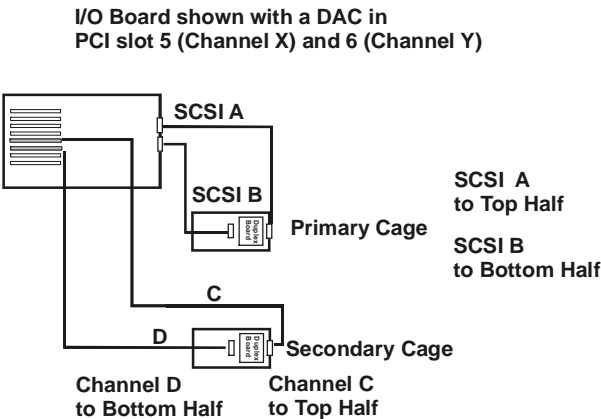 I/O Board shown with a DAC in
PCI slot 5 (Channel X) and 6 (Channel Y)
SCSI A
SCSI B
Duplex
Board
Primary Cage
SCSI A
to Top Half
SCSI B
to Bottom Half
C
D
Duplex
Board
Secondary Cage
Channel D
to Bottom Half
Channel C
to Top Half